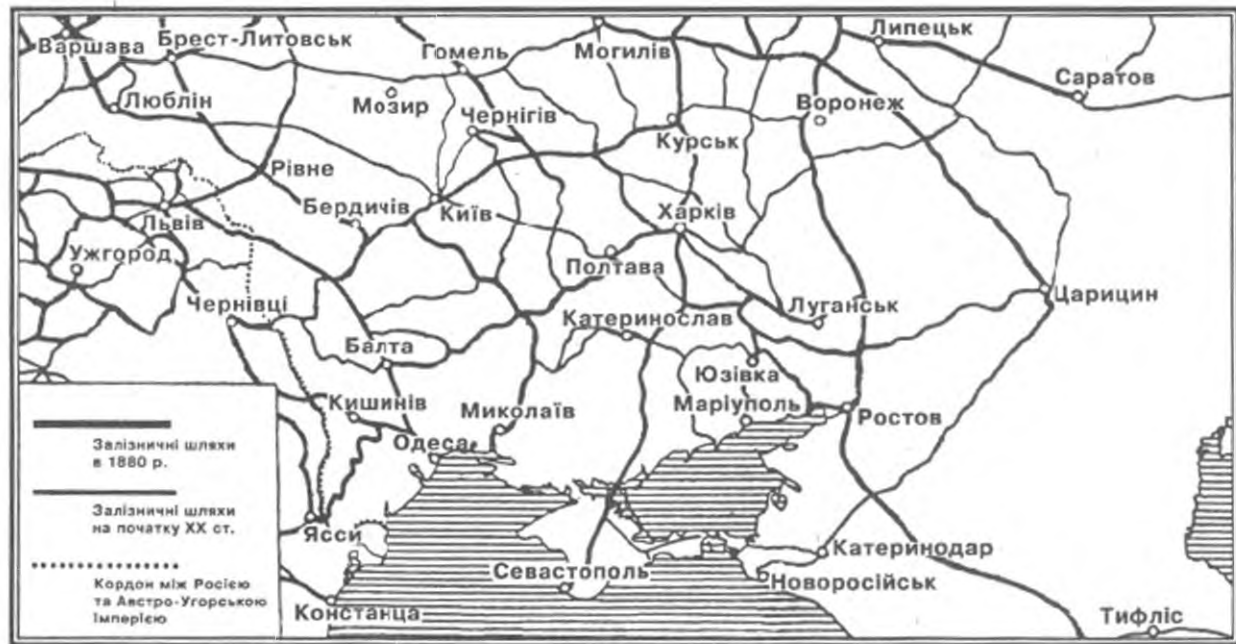 Варшава
Брест-Литовськ
Гомель
Могилів
Липецьк
Саратов
Люблін
Мозир
Чернігів
Воронеж
Курськ
Рівне
Бердичів
Київ
Харків
Львів
Ужгород
Полтава
Чернівці
Луганськ
Царицин
Катеринослав
Балта
Юзівка
Кишинів
Миколаїв
Маріуполь
Ростов
Одеса
Ясси
Катеринодар
Севастополь
Новоросійськ
Констанца
Тифліс
Залізничні шляхи
в 1880 р.
Залізничні шляхи
на початку XX ст.
Кордон між Росією
та Австро-Угорською
Імперією